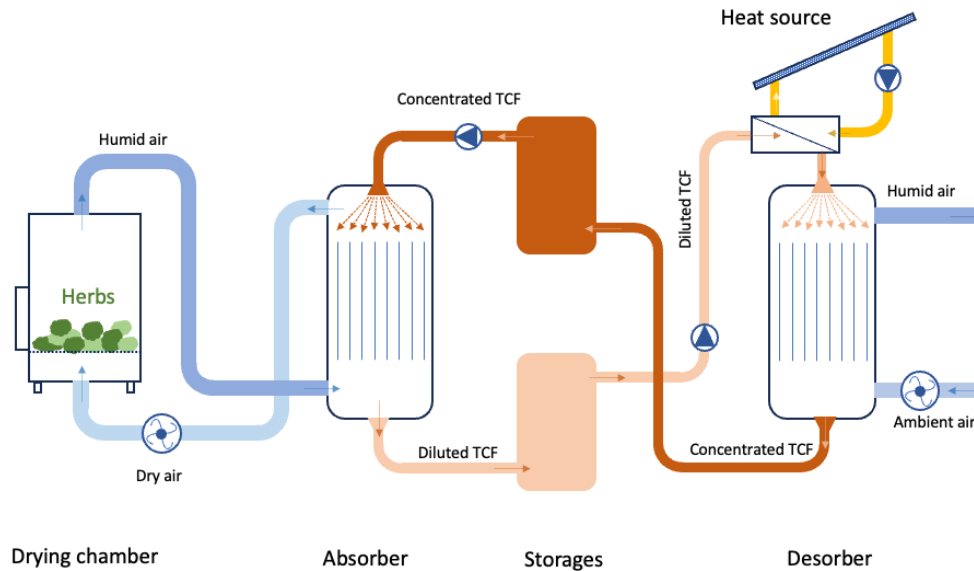 Heat source
Concentrated TCF
Humid air
Diluted TCF
Humid air
Herbs
Ambient air
Diluted TCF
Concentrated TCF
Dry air
Drying chamber
Absorber
Storages
Desorber